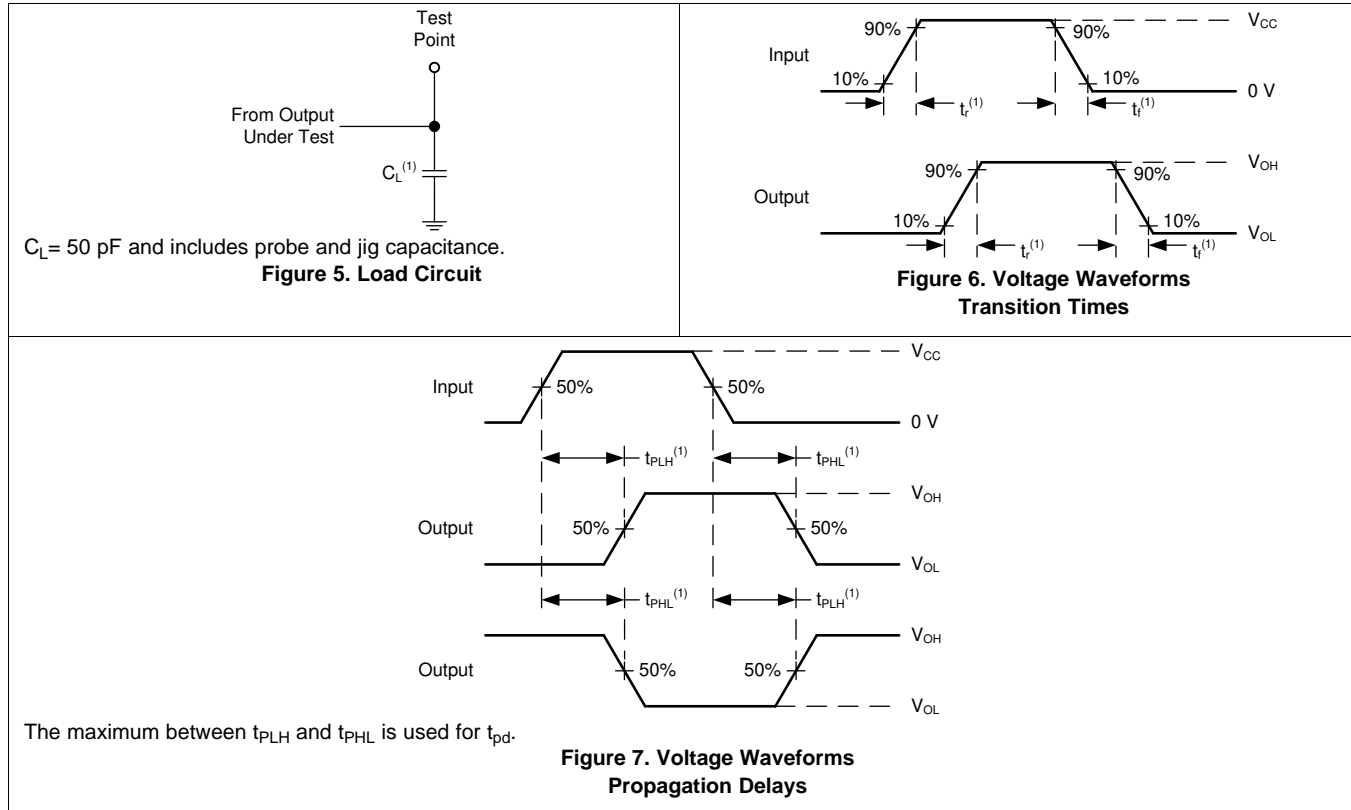 Test
Point
From Output
Under Test
C_L^(1)
C_L= 50 pF and includes probe and jig capacitance.
Figure 5. Load Circuit
V_CC
90% 90%
Input
10% 10%
0 V
t_r^(1) t_f^(1)
V_OH
90% 90%
Output
10% 10%
V_OL
t_r^(1) t_f^(1)
Figure 6. Voltage Waveforms
Transition Times
V_CC
Input 50% 50%
0 V
t_PLH^(1) t_PHL^(1)
V_OH
Output 50% 50%
V_OL
t_PHL^(1) t_PLH^(1)
V_OH
Output 50% 50%
V_OL
The maximum between t_PLH and t_PHL is used for t_pd.
Figure 7. Voltage Waveforms
Propagation Delays